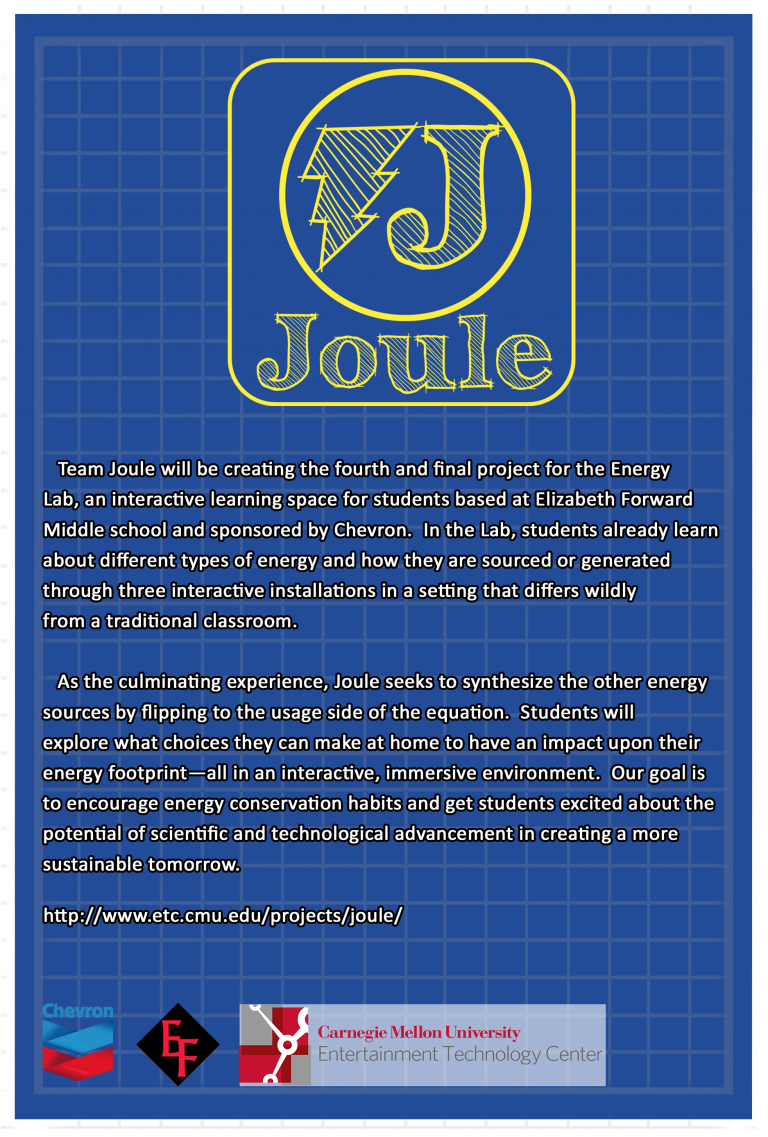 J
Joule
Team Joule will be creating the fourth and final project for the Energy
Lab, an interactive learning space for students based at Elizabeth Forward
Middle school and sponsored by Chevron.  In the Lab, students already learn
about different types of energy and how they are sourced or generated
through three interactive installations in a setting that differs wildly
from a traditional classroom.
As the culminating experience, Joule seeks to synthesize the other energy
sources by flipping to the usage side of the equation.  Students will
explore what choices they can make at home to have an impact upon their
energy footprint—all in an interactive, immersive environment.  Our goal is
to encourage energy conservation habits and get students excited about the
potential of scientific and technological advancement in creating a more
sustainable tomorrow.
http://www.etc.cmu.edu/projects/joule/
Chevron
EF
Carnegie Mellon University
Entertainment Technology Center